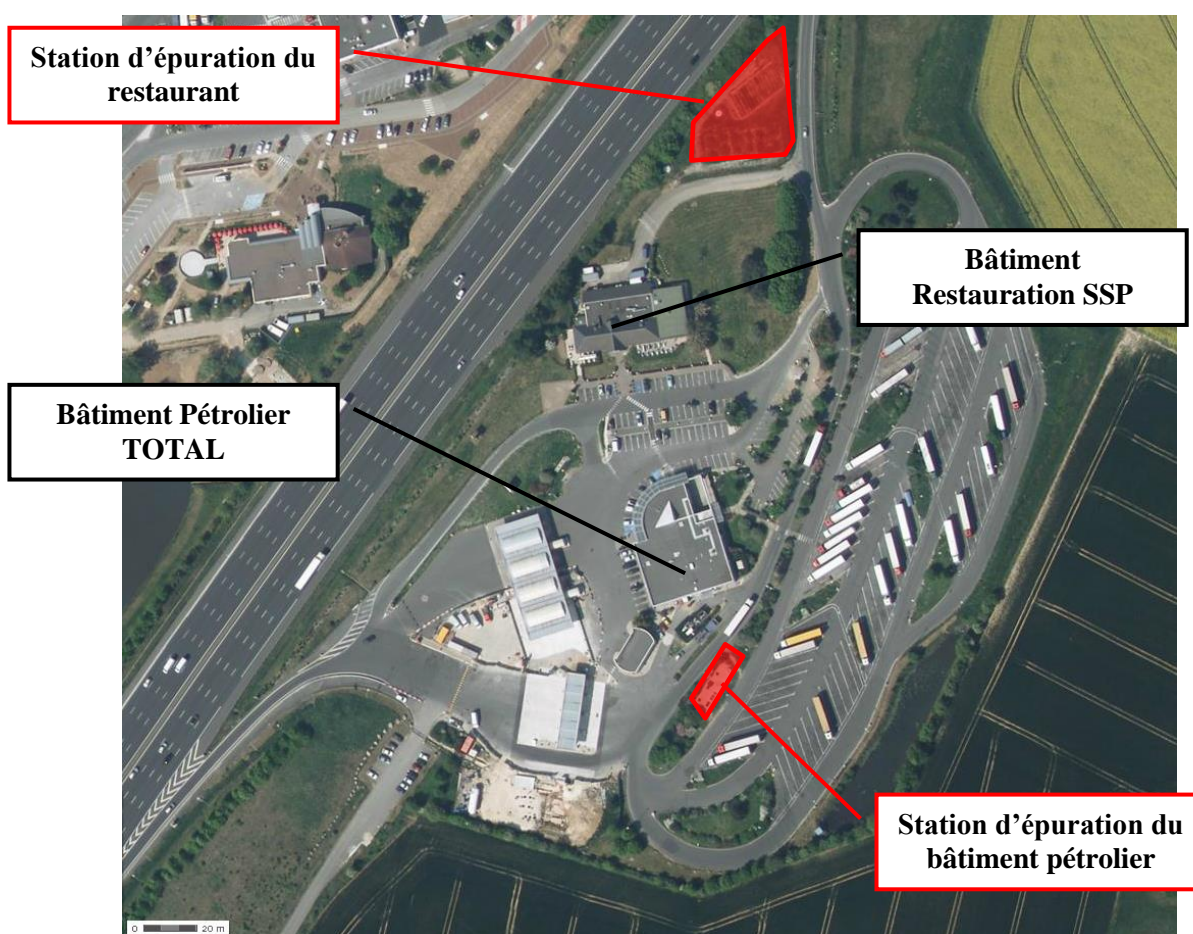 Station d’épuration du
restaurant
Bâtiment
Restauration SSP
Bâtiment Pétrolier
TOTAL
Station d’épuration du
bâtiment pétrolier
0 20 m